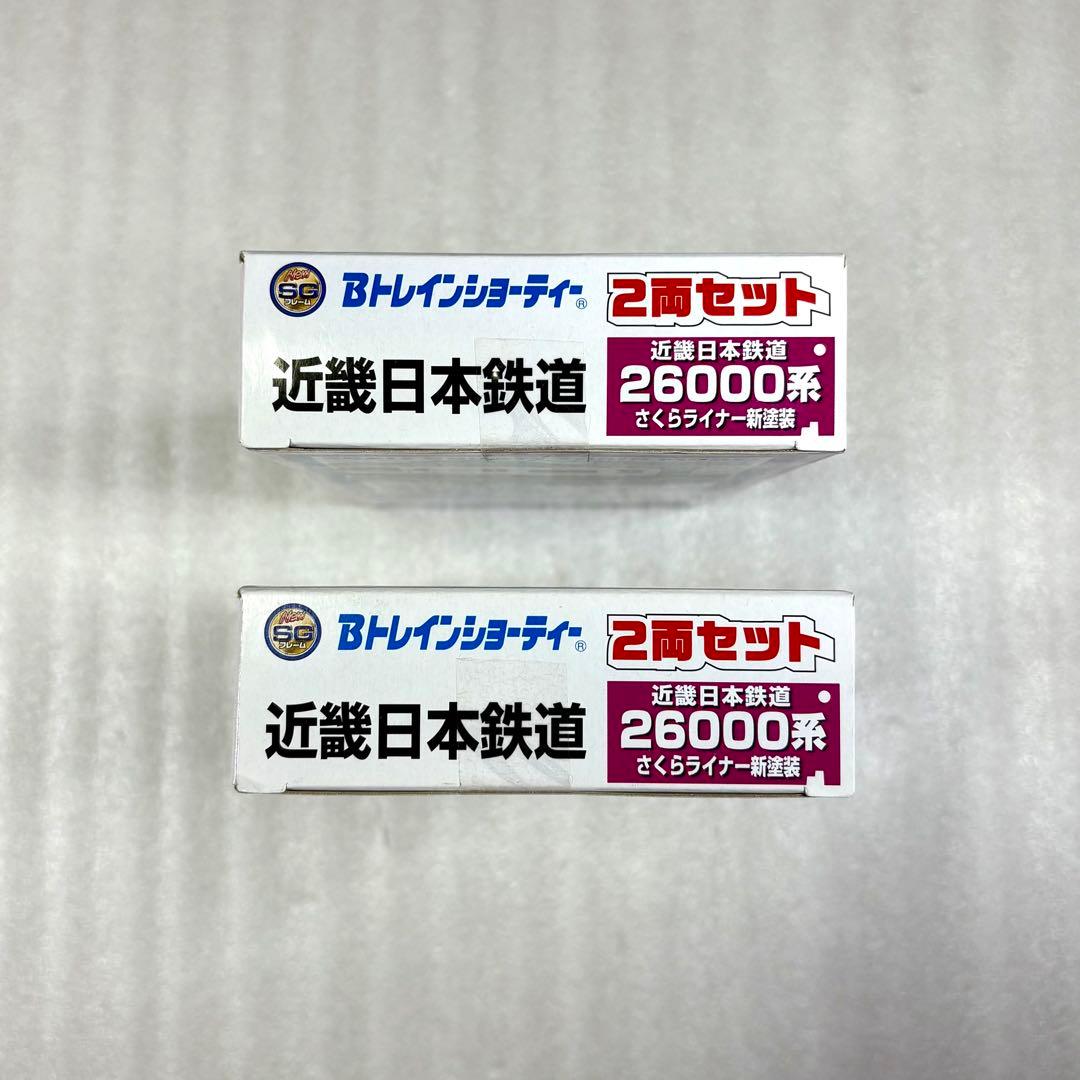 New
SG
フレーム
Bトレインショーティー®
2両セット
近畿日本鉄道
近畿日本鉄道
26000系
さくらライナー新塗装
New
SG
フレーム
Bトレインショーティー®
2両セット
近畿日本鉄道
近畿日本鉄道
26000系
さくらライナー新塗装